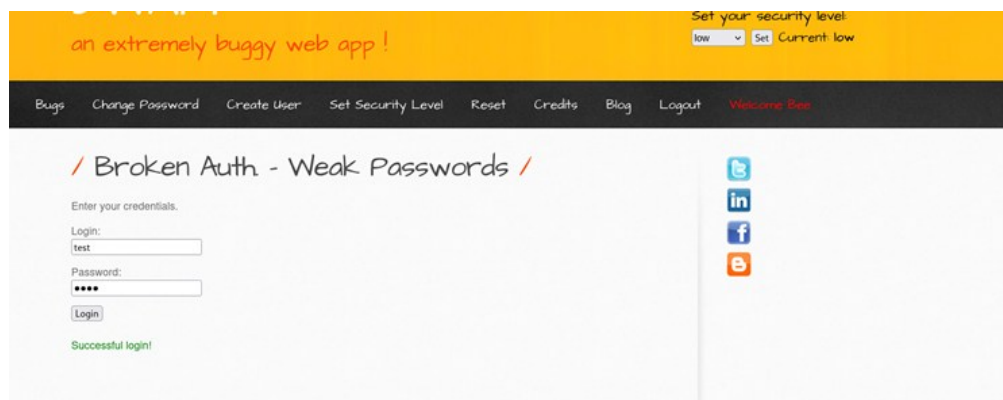 an extremely buggy web app !
Set your security level:
low Set Current: low
Bugs Change Password Create User Set Security Level Reset Credits Blog Logout Welcome Bee
/ Broken Auth. - Weak Passwords /
Enter your credentials.
Login:
test
Password:
••••
Login
Successful login!
in
f